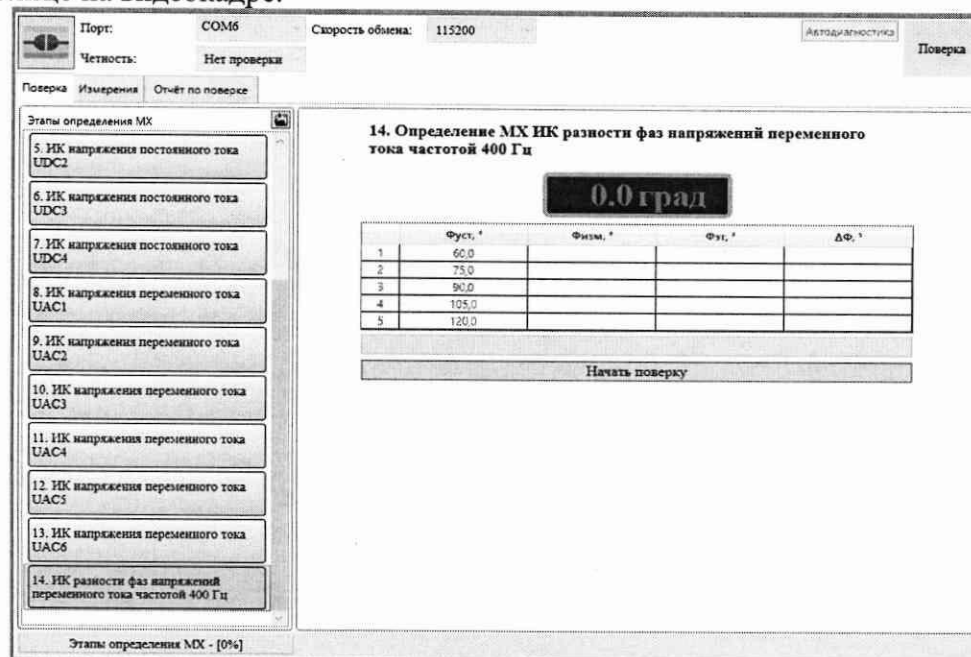 Порт: COM6 Скорость обмена: 115200 Автодиагностика
Четность: Нет проверки Поверка
Поверка Измерения Отчёт по поверке
Этапы определения МХ
5. ИК напряжения постоянного тока
UDC2
6. ИК напряжения постоянного тока
UDC3
7. ИК напряжения постоянного тока
UDC4
8. ИК напряжения переменного тока
UAC1
9. ИК напряжения переменного тока
UAC2
10. ИК напряжения переменного тока
UAC3
11. ИК напряжения переменного тока
UAC4
12. ИК напряжения переменного тока
UAC5
13. ИК напряжения переменного тока
UAC6
14. ИК разности фаз напряжений
переменного тока частотой 400 Гц
Этапы определения МХ - [0%]
14. Определение МХ ИК разности фаз напряжений переменного
тока частотой 400 Гц
0.0 град
Φуст, ° Φизм, ° Φэт, ° ΔΦ, °
1 60,0
2 75,0
3 90,0
4 105,0
5 120,0
Начать поверку